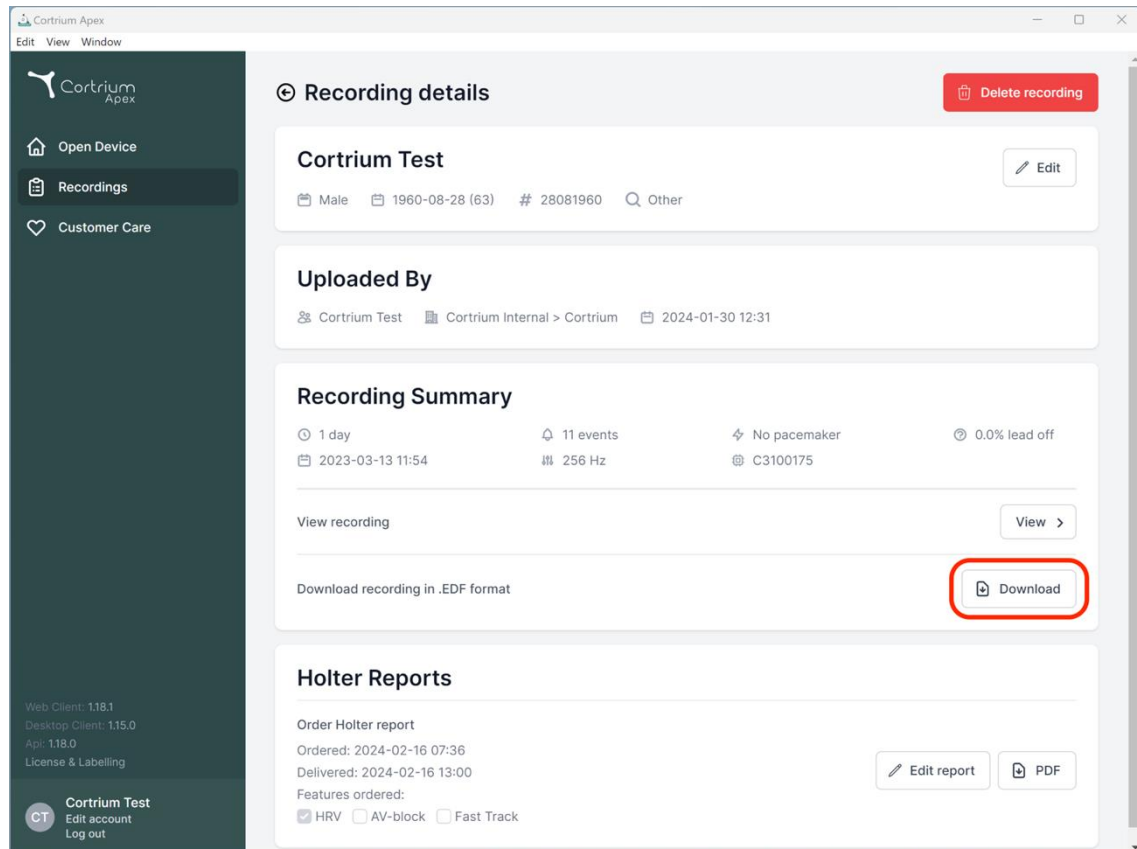 Cortrium Apex
Edit View Window
Cortrium
Apex
Open Device
Recordings
Customer Care
Web Client: 1.18.1
Desktop Client: 1.15.0
Api: 1.18.0
License & Labelling
CT
Cortrium Test
Edit account
Log out
Recording details
Delete recording
Cortrium Test
Edit
Male 1960-08-28 (63) # 28081960 Other
Uploaded By
Cortrium Test Cortrium Internal > Cortrium 2024-01-30 12:31
Recording Summary
1 day 11 events No pacemaker 0.0% lead off
2023-03-13 11:54 256 Hz C3100175
View recording View >
Download recording in .EDF format Download
Holter Reports
Order Holter report
Ordered: 2024-02-16 07:36
Delivered: 2024-02-16 13:00
Features ordered:
HRV AV-block Fast Track
Edit report PDF